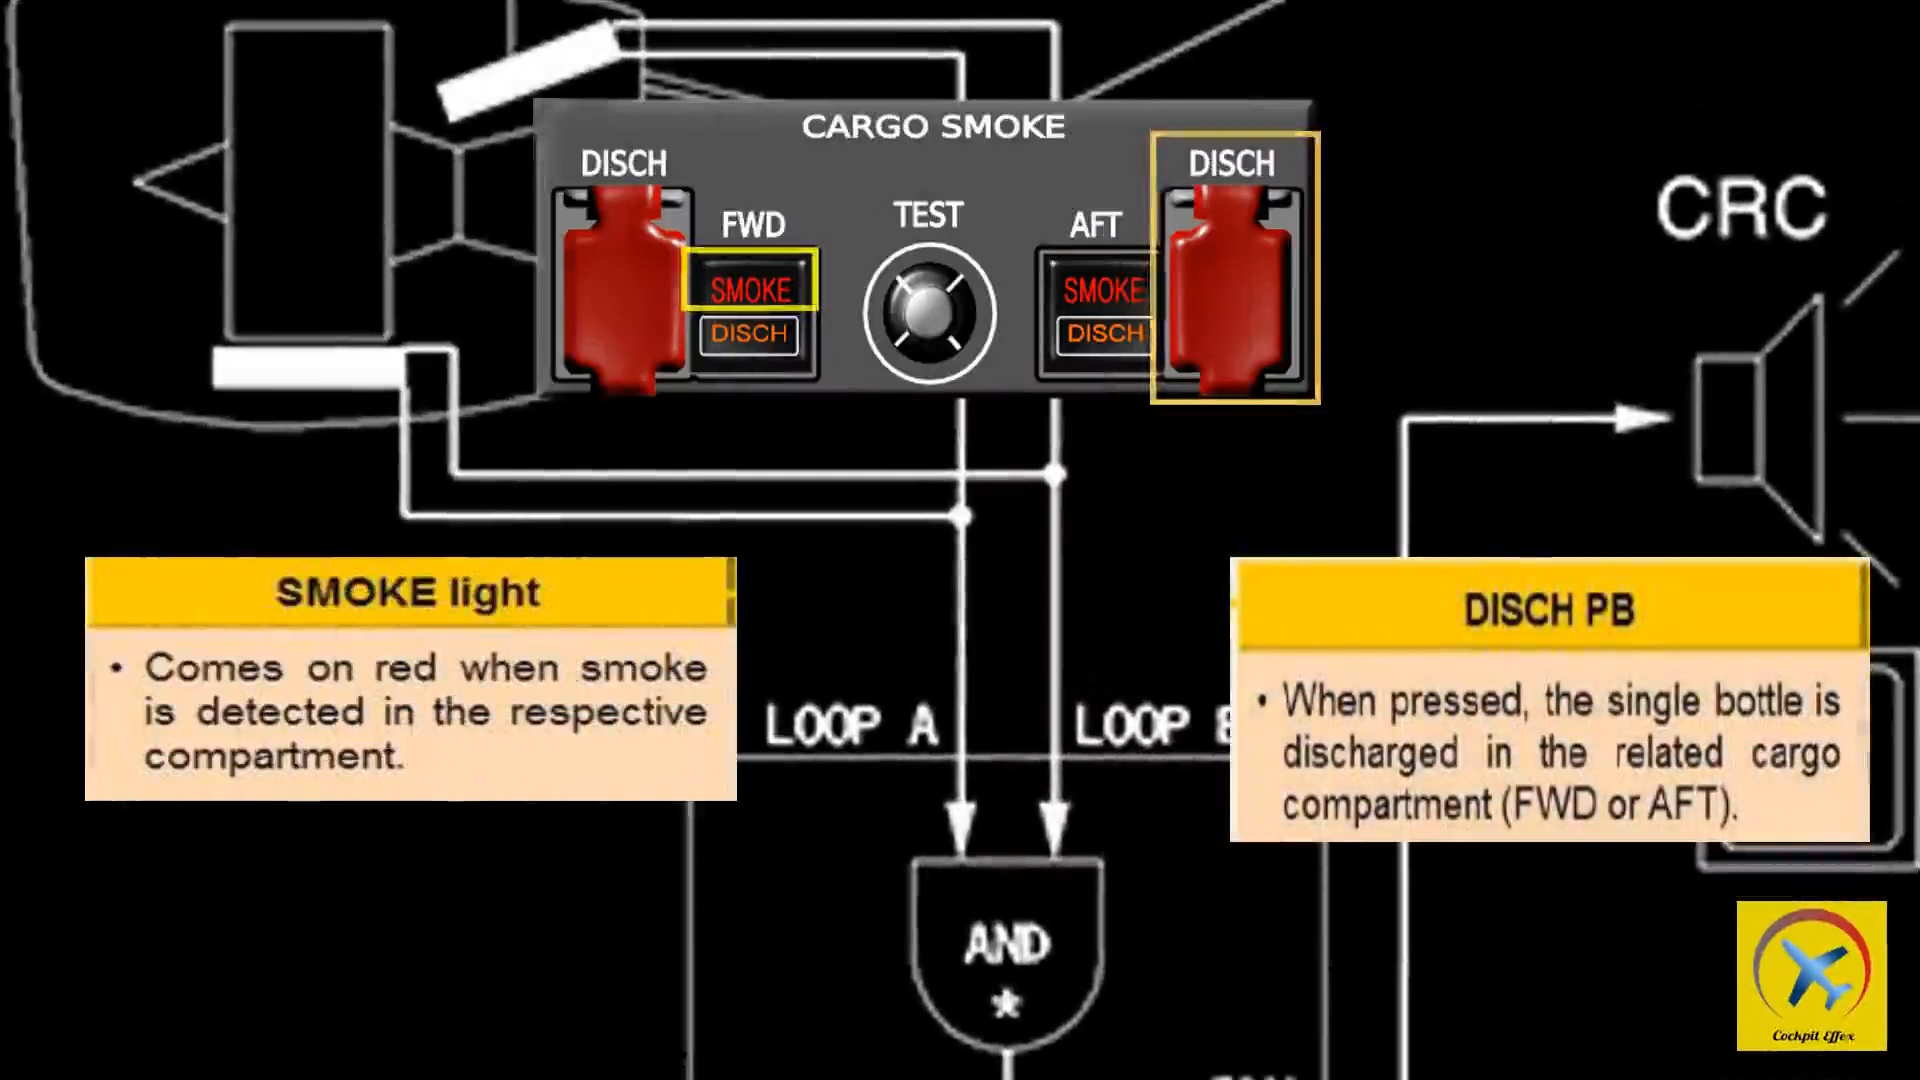 CARGO SMOKE
DISCH
DISCH
FWD
TEST
AFT
SMOKE
SMOKE
DISCH
DISCH
CRC
SMOKE light
• Comes on red when smoke
is detected in the respective
compartment.
DISCH PB
• When pressed, the single bottle is
discharged in the related cargo
compartment (FWD or AFT).
LOOP A
LOOP
AND
*
Cockpit Effex